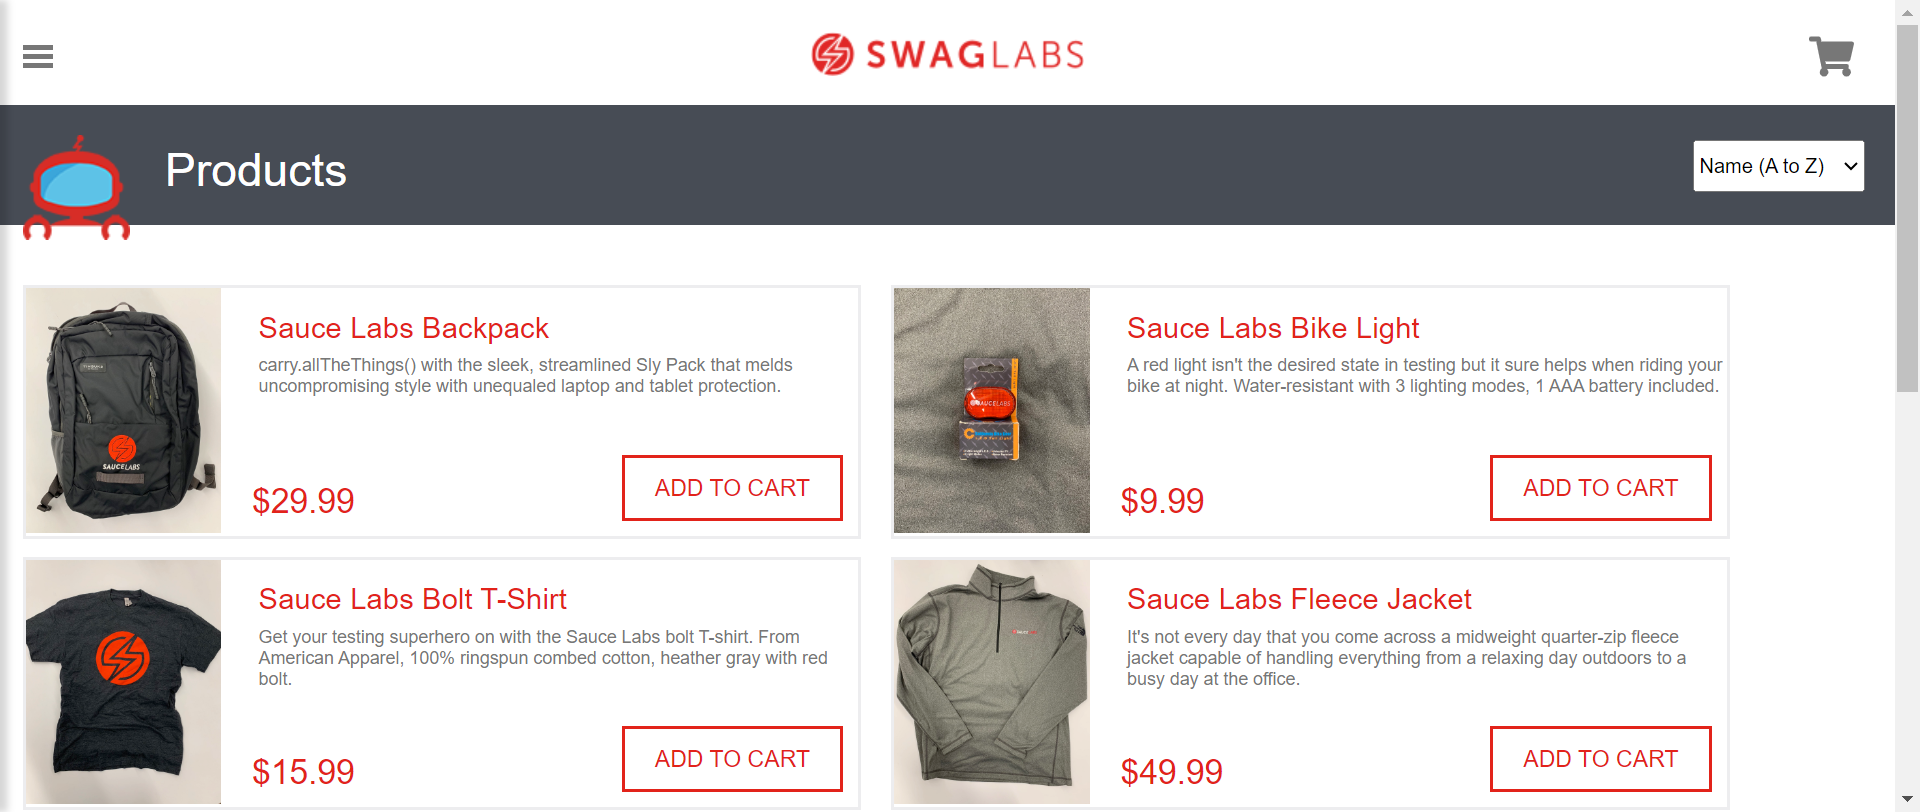 SWAGLABS
Products
Name (A to Z)
Sauce Labs Backpack
carry.allTheThings() with the sleek, streamlined Sly Pack that melds
uncompromising style with unequaled laptop and tablet protection.
$29.99
ADD TO CART
SAUCELABS
Sauce Labs Bike Light
A red light isn't the desired state in testing but it sure helps when riding your
bike at night. Water-resistant with 3 lighting modes, 1 AAA battery included.
$9.99
ADD TO CART
SAUCELABS
Sauce Labs Bolt T-Shirt
Get your testing superhero on with the Sauce Labs bolt T-shirt. From
American Apparel, 100% ringspun combed cotton, heather gray with red
bolt.
$15.99
ADD TO CART
Sauce Labs Fleece Jacket
It's not every day that you come across a midweight quarter-zip fleece
jacket capable of handling everything from a relaxing day outdoors to a
busy day at the office.
$49.99
ADD TO CART